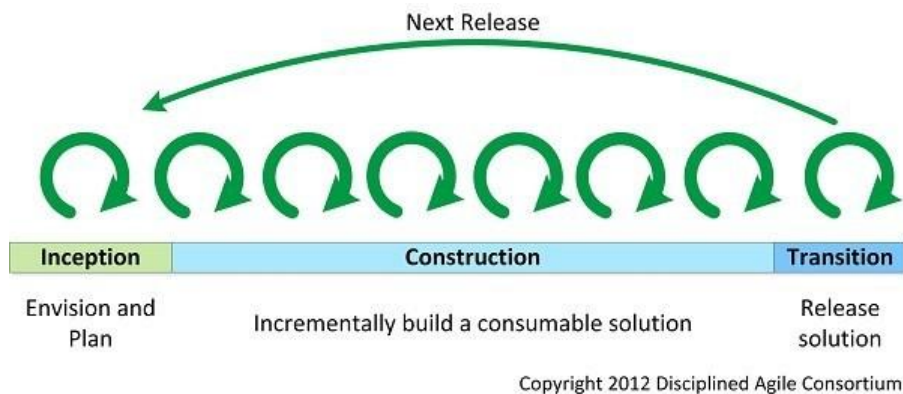 Next Release
Inception
Construction
Transition
Envision and
Plan
Incrementally build a consumable solution
Release
solution
Copyright 2012 Disciplined Agile Consortium